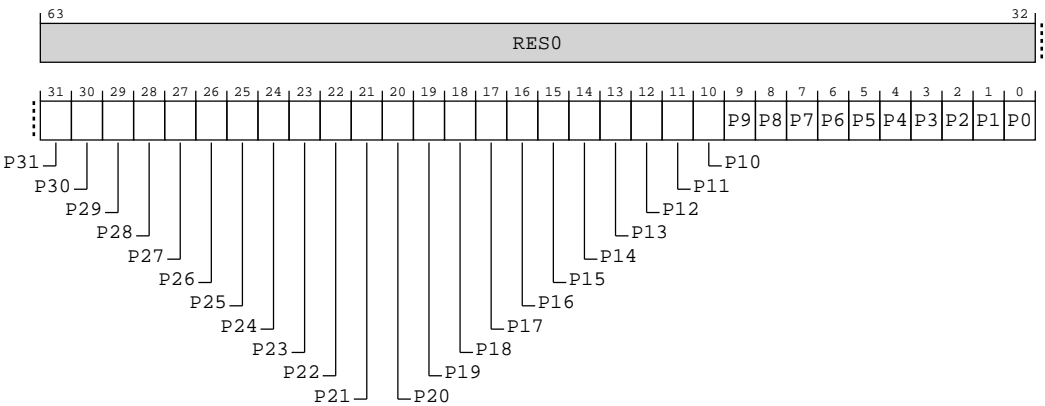 63 32
RES0
31 30 29 28 27 26 25 24 23 22 21 20 19 18 17 16 15 14 13 12 11 10 9 8 7 6 5 4 3 2 1 0
P9 P8 P7 P6 P5 P4 P3 P2 P1 P0
P31 P10
P30 P11
P29 P12
P28 P13
P27 P14
P26 P15
P25 P16
P24 P17
P23 P18
P22 P19
P21 P20